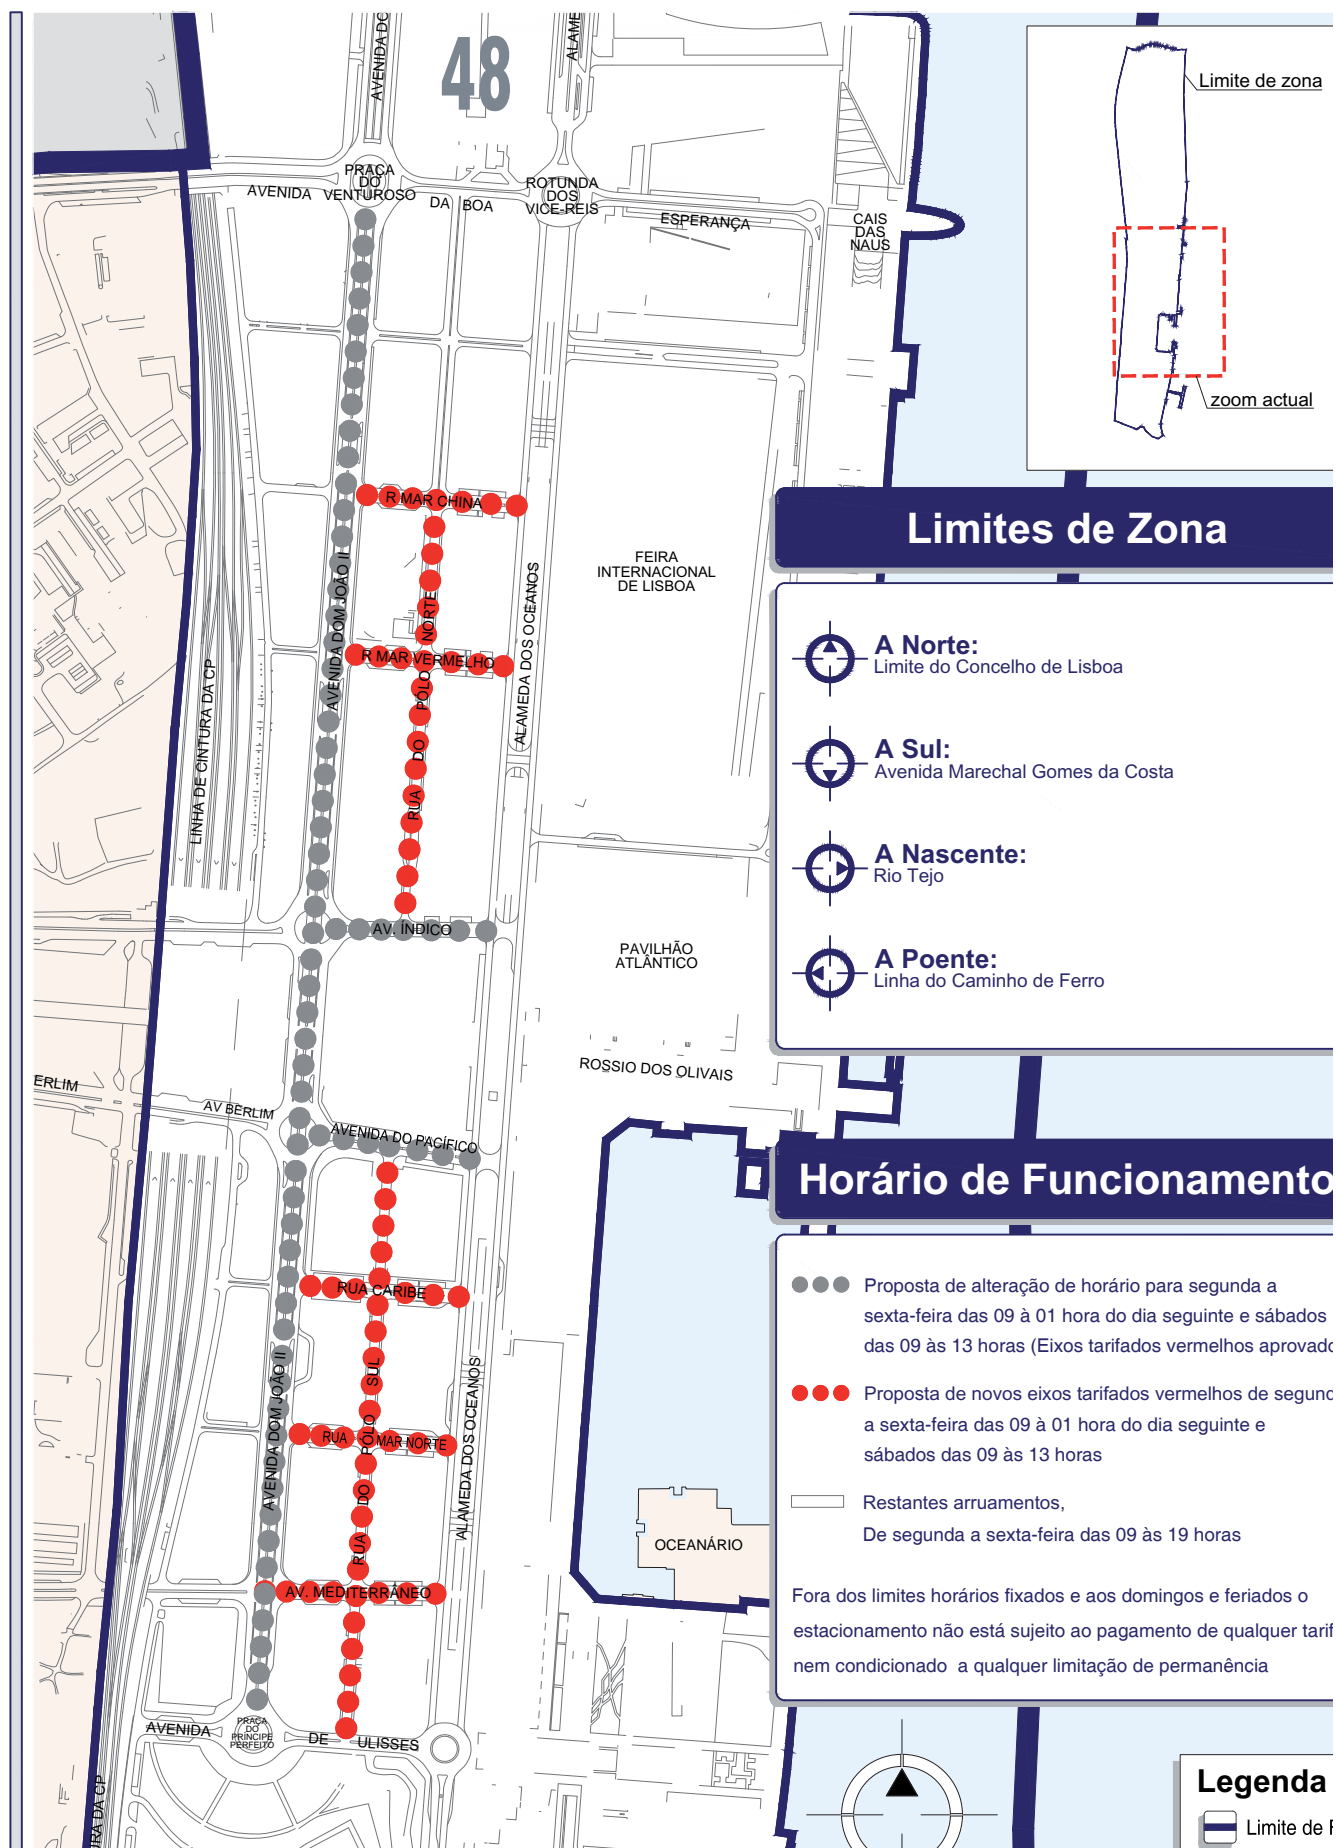 48
AVENIDA DO
ALAME
Limite de zona
zoom actual
PRAÇA
DO
VENTUROSO
AVENIDA
DA BOA
ROTUNDA
DOS
VICE-REIS
ESPERANÇA
CAIS
DAS
NAUS
R MAR CHINA
AVENIDA DOM JOÃO II
RUA DO PÓLO NORTE
R MAR VERMELHO
ALAMEDA DOS OCEANOS
LINHA DE CINTURA DA CP
FEIRA
INTERNACIONAL
DE LISBOA
AV. ÍNDICO
PAVILHÃO
ATLÂNTICO
ROSSIO DOS OLIVAIS
ERLIM
AV BERLIM
AVENIDA DO PACÍFICO
RUA CARIBE
AVENIDA DOM JOÃO II
RUA DO PÓLO SUL
RUA MAR NORTE
ALAMEDA DOS OCEANOS
AV. MEDITERRÂNEO
OCEANÁRIO
AVENIDA
PRAÇA
DO
PRÍNCIPE
PERFEITO
DE ULISSES
IRA DA CP
Limites de Zona
A Norte:
Limite do Concelho de Lisboa
A Sul:
Avenida Marechal Gomes da Costa
A Nascente:
Rio Tejo
A Poente:
Linha do Caminho de Ferro
Horário de Funcionamento
Proposta de alteração de horário para segunda a
sexta-feira das 09 à 01 hora do dia seguinte e sábados
das 09 às 13 horas (Eixos tarifados vermelhos aprovado
Proposta de novos eixos tarifados vermelhos de segund
a sexta-feira das 09 à 01 hora do dia seguinte e
sábados das 09 às 13 horas
Restantes arruamentos,
De segunda a sexta-feira das 09 às 19 horas
Fora dos limites horários fixados e aos domingos e feriados o
estacionamento não está sujeito ao pagamento de qualquer tarif
nem condicionado a qualquer limitação de permanência
Legenda
Limite de F